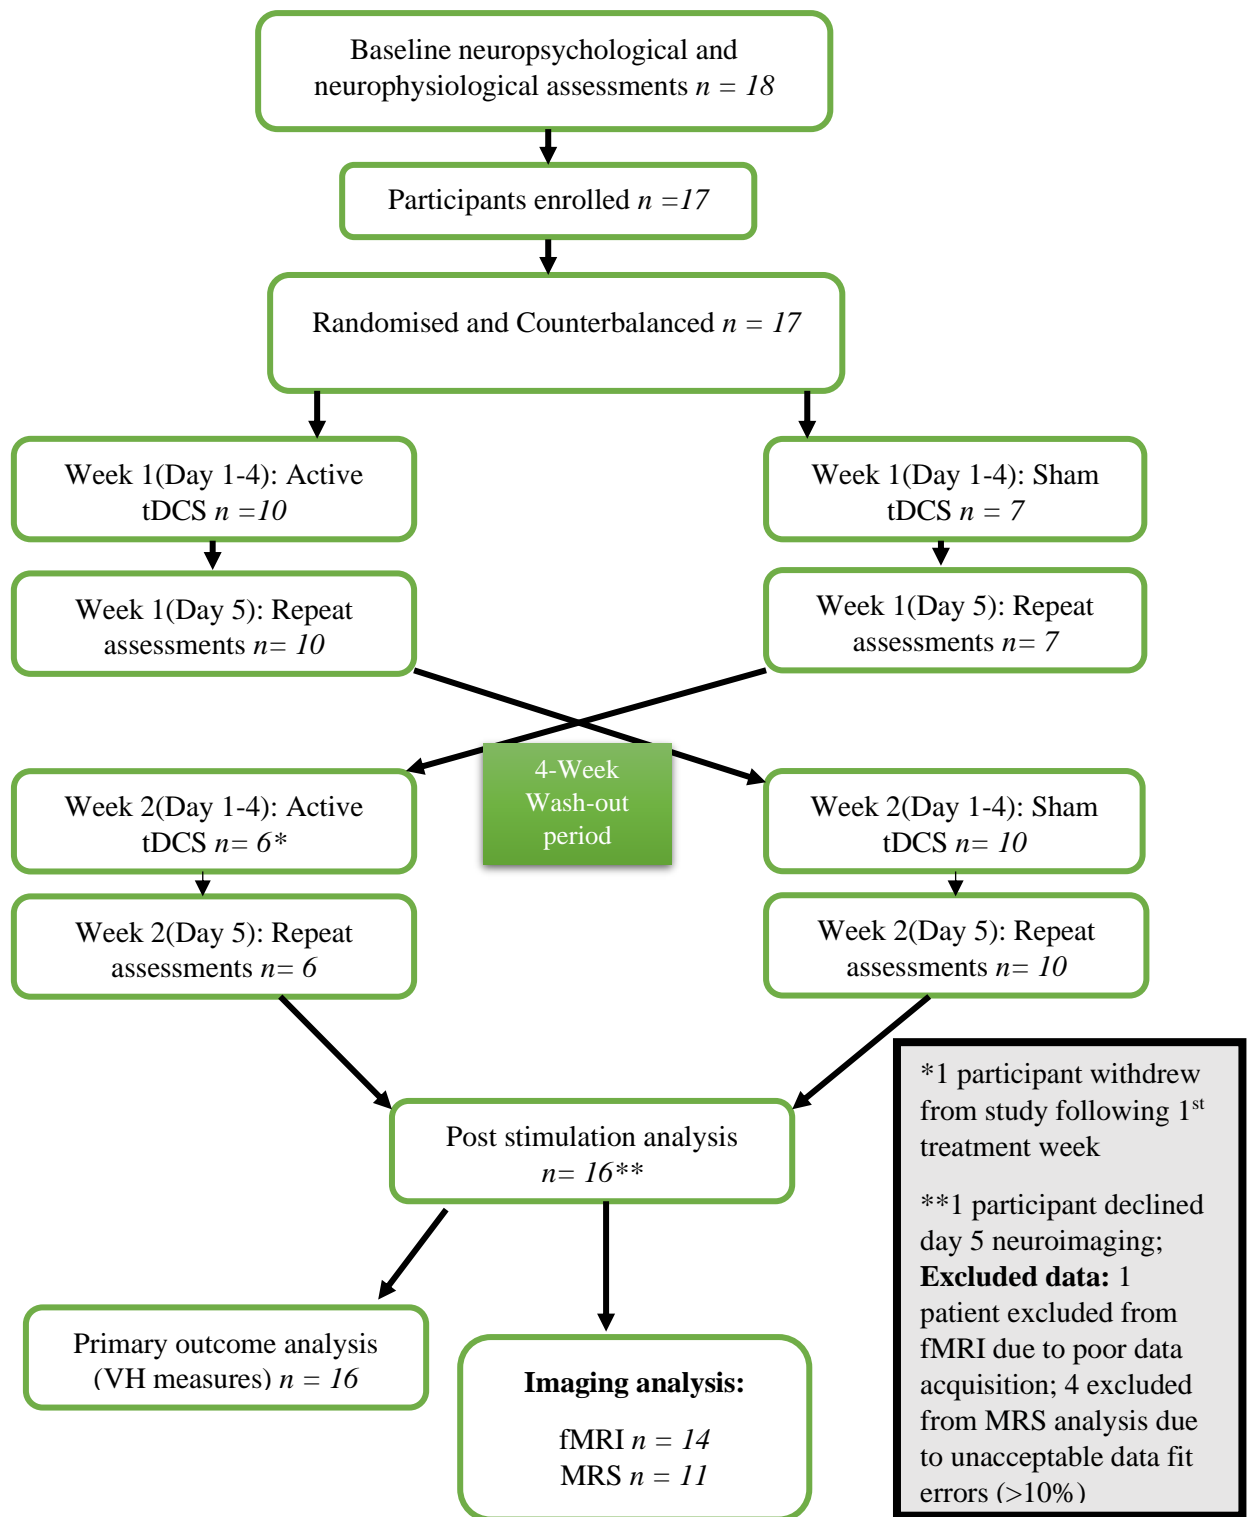 Baseline neuropsychological and
neurophysiological assessments n = 18
Participants enrolled n =17
Randomised and Counterbalanced n = 17
Week 1(Day 1-4): Active
tDCS n =10
Week 1(Day 1-4): Sham
tDCS n = 7
Week 1(Day 5): Repeat
assessments n= 10
Week 1(Day 5): Repeat
assessments n= 7
4-Week
Wash-out
period
Week 2(Day 1-4): Active
tDCS n= 6*
Week 2(Day 1-4): Sham
tDCS n= 10
Week 2(Day 5): Repeat
assessments n= 6
Week 2(Day 5): Repeat
assessments n= 10
Post stimulation analysis
n= 16**
Primary outcome analysis
(VH measures) n = 16
Imaging analysis:
fMRI n = 14
MRS n = 11
*1 participant withdrew
from study following 1st
treatment week
**1 participant declined
day 5 neuroimaging;
Excluded data: 1
patient excluded from
fMRI due to poor data
acquisition; 4 excluded
from MRS analysis due
to unacceptable data fit
errors (>10%)